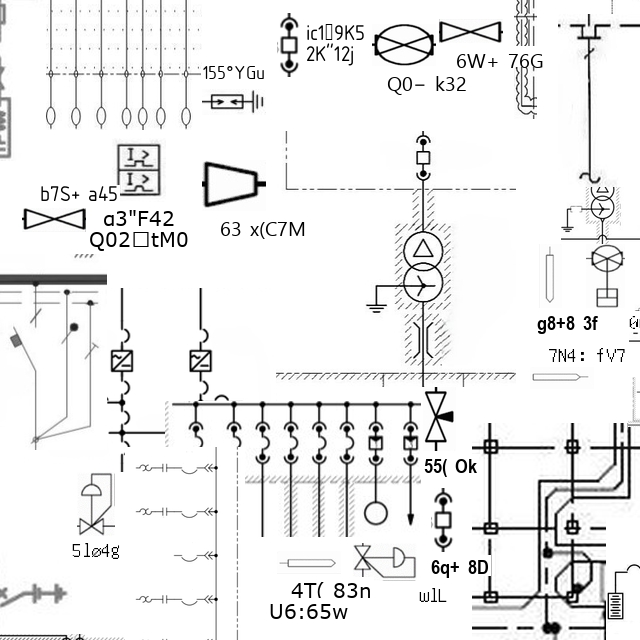 ic1▯9K5
2K"12j
6W+ 76G
Q0- k32
155°YGu
b7S+ a45
a3"F42
Q02▯tM0
63 x(C7M
g8+8 3f
7N4: fV7
55( Ok
51ø4g
6q+ 8D
4T( 83n
wlL
U6:65w